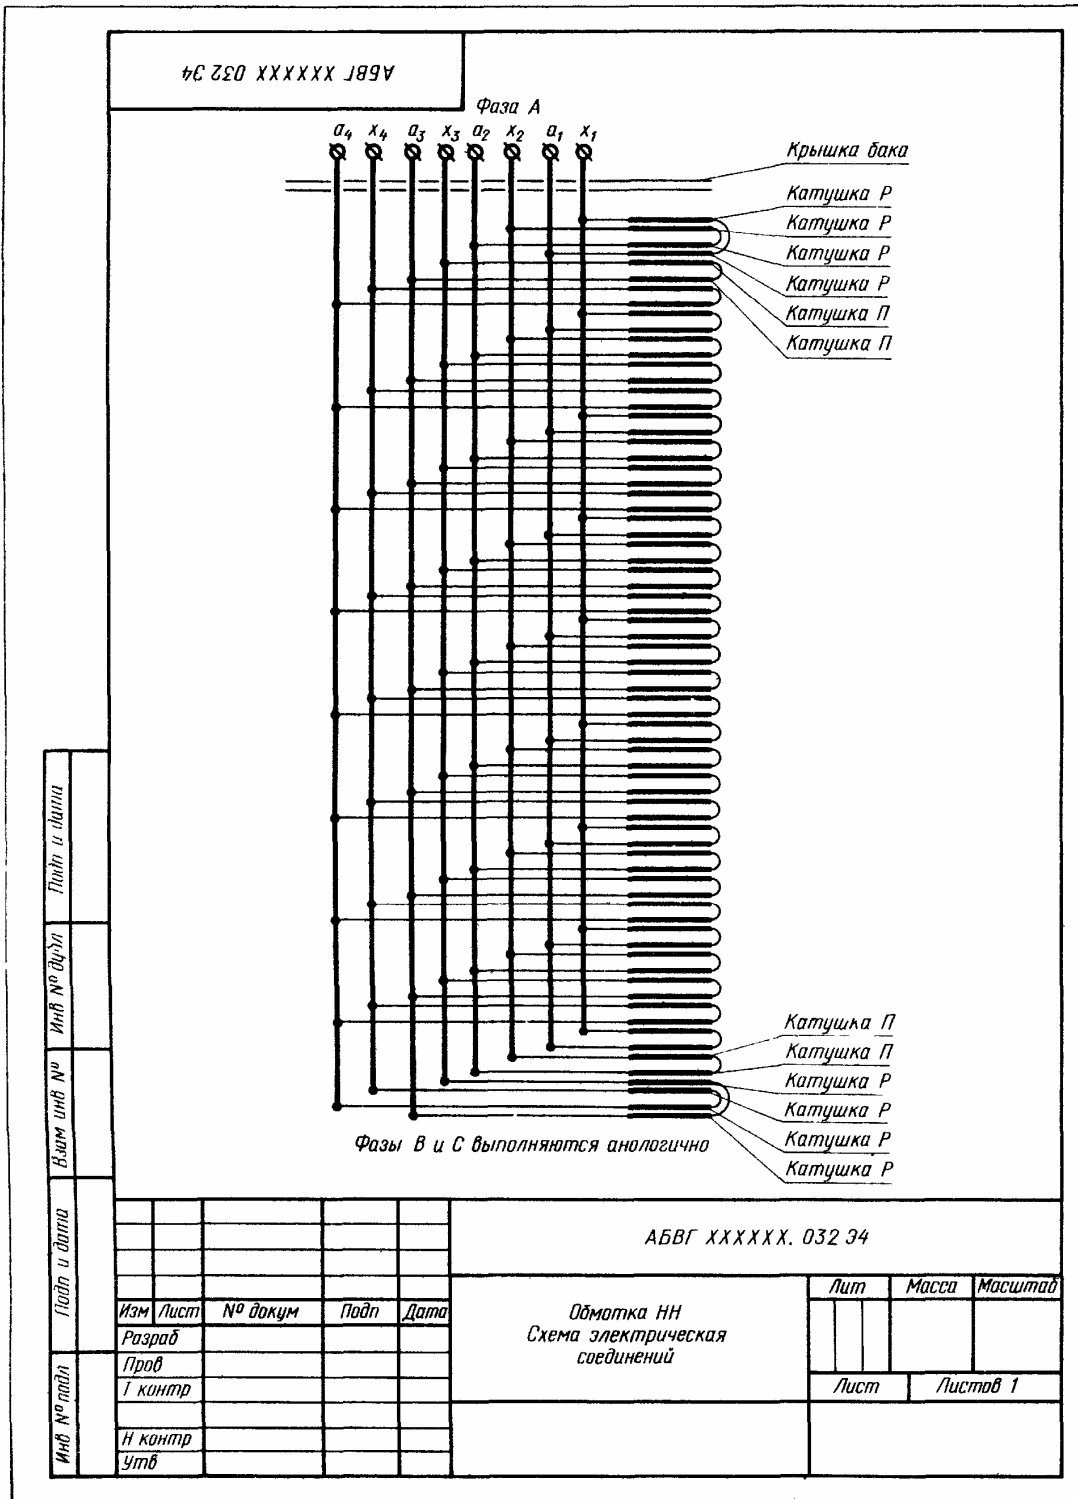 АБВГ XXXXXX 032 Э4
Фаза А
a4 x4 a3 x3 a2 x2 a1 x1
Крышка бака
Катушка Р
Катушка Р
Катушка Р
Катушка Р
Катушка П
Катушка П
Катушка П
Катушка П
Катушка Р
Катушка Р
Катушка Р
Катушка Р
Фазы В и С выполняются анологично
Подп и дата
Инв № дубл
Взам инв №
Подп и дата
Инв № подл
АБВГ XXXXXX. 032 Э4
Изм Лист № докум Подп Дата
Разраб
Пров
Т контр
Н контр
Утв
Обмотка НН
Схема электрическая
соединений
Лит Масса Масштаб
Лист Листов 1